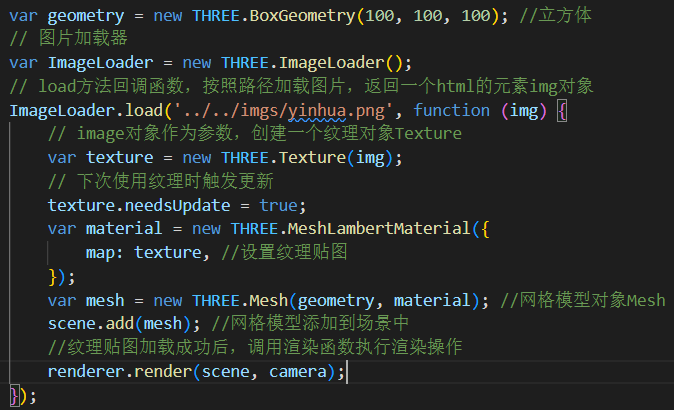 var geometry = new THREE.BoxGeometry(100, 100, 100); //立方体
// 图片加载器
var ImageLoader = new THREE.ImageLoader();
// load方法回调函数，按照路径加载图片，返回一个html的元素img对象
ImageLoader.load('../../imgs/yinhua.png', function (img) {
    // image对象作为参数，创建一个纹理对象Texture
    var texture = new THREE.Texture(img);
    // 下次使用纹理时触发更新
    texture.needsUpdate = true;
    var material = new THREE.MeshLambertMaterial({
        map: texture, //设置纹理贴图
    });
    var mesh = new THREE.Mesh(geometry, material); //网格模型对象Mesh
    scene.add(mesh); //网格模型添加到场景中
    //纹理贴图加载成功后，调用渲染函数执行渲染操作
    renderer.render(scene, camera);
});